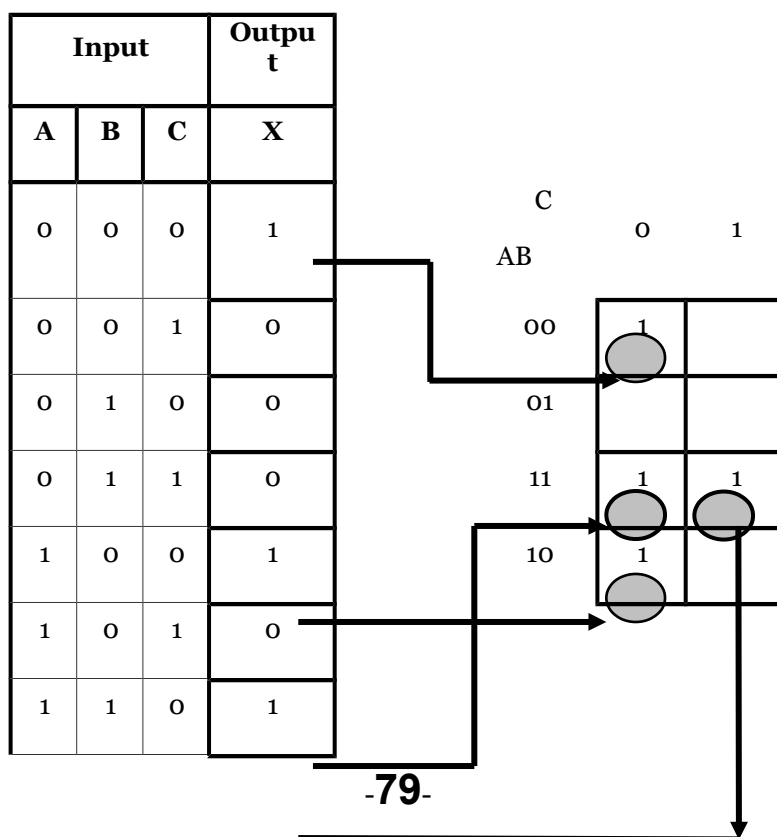 Input Outpu
t
A B C X
0 0 0 1
0 0 1 0
0 1 0 0
0 1 1 0
1 0 0 1
1 0 1 0
1 1 0 1
C
AB 0 1
00 1
01
11 1 1
10 1
-79-